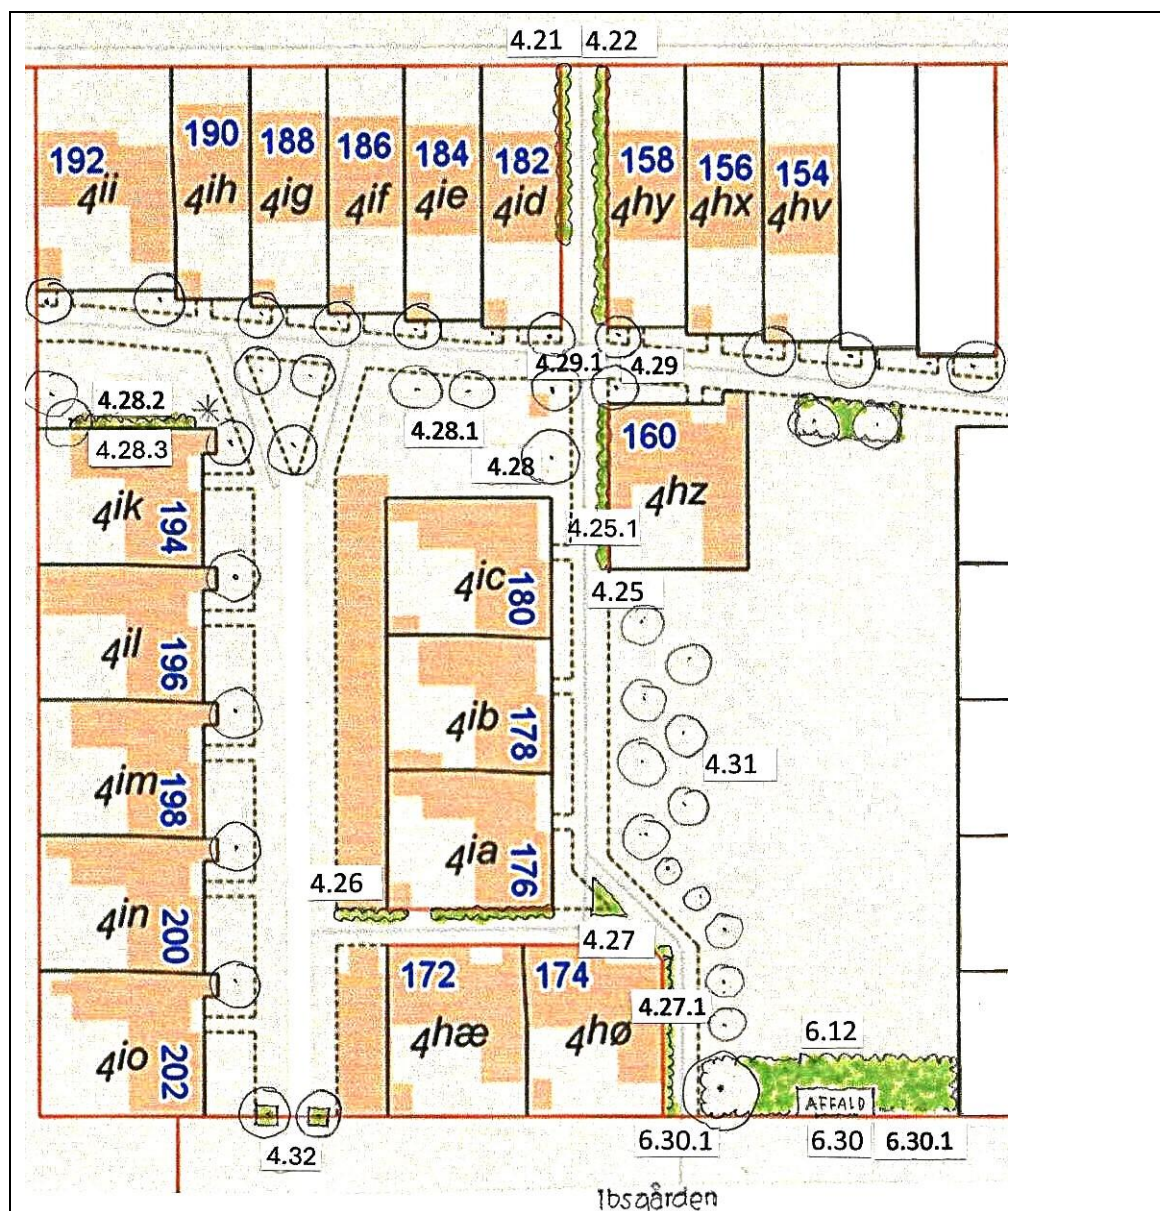 4.21 4.22
192 4ii
190 4ih
188 4ig
186 4if
184 4ie
182 4id
158 4hy
156 4hx
154 4hv
4.29.1 4.29
4.28.2
4.28.3
4.28.1
4.28
160
4hz
4ik 194
4.25.1
4ic 180
4.25
4il 196
4ib 178
4.31
4im 198
4ia 176
4.26
4in 200
4.27
172
4hæ
174
4hø
4.27.1
4io 202
6.12
AFFALD
4.32
6.30.1 6.30 6.30.1
Ibsgården